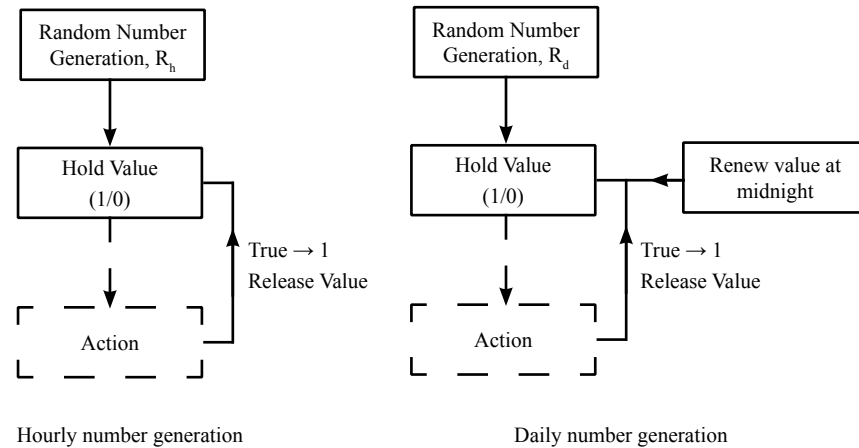 Random Number
Generation, R_h
Hold Value
(1/0)
True → 1
Release Value
Action
Hourly number generation
Random Number
Generation, R_d
Hold Value
(1/0)
Renew value at
midnight
True → 1
Release Value
Action
Daily number generation